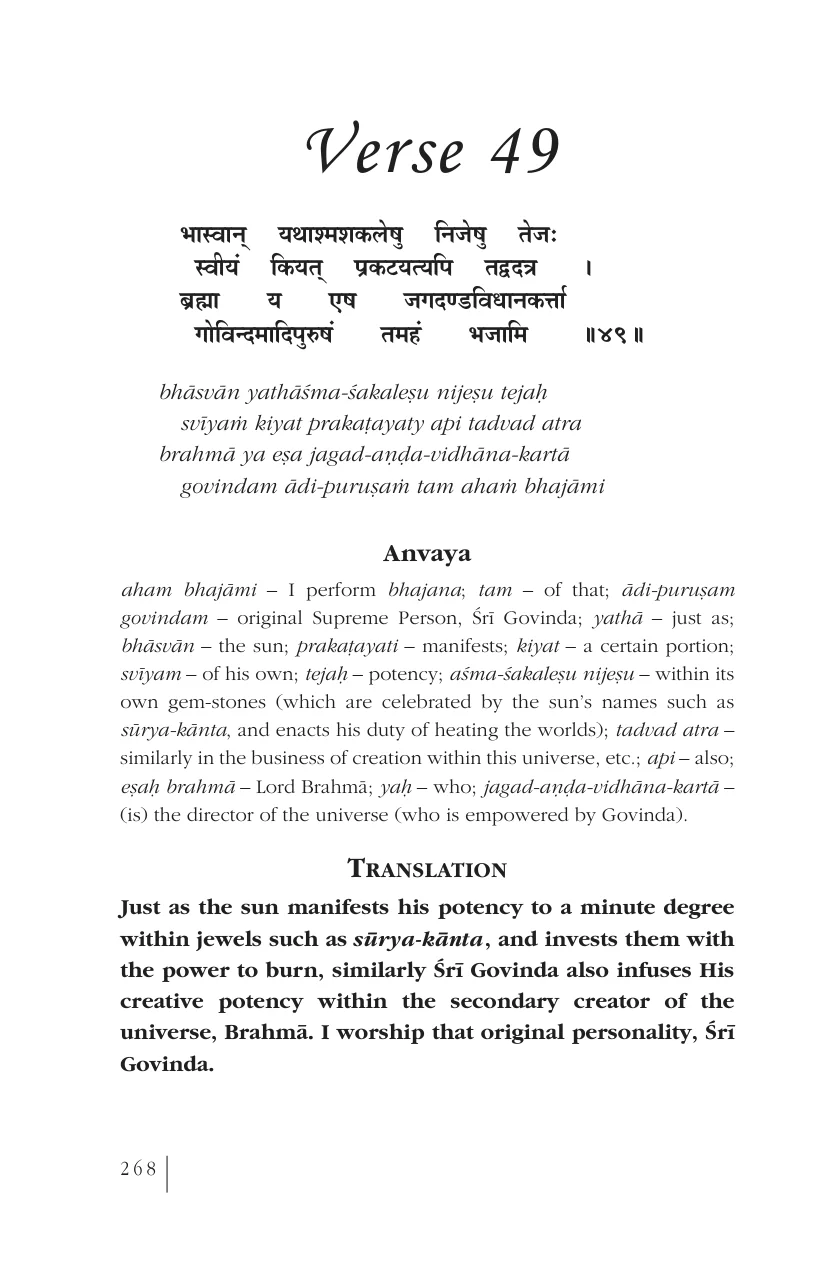 Verse 49
भास्वान् यथाश्मशकलेषु निजेषु तेजः
स्वीयं कियत् प्रकटयत्यपि तद्वदत्र ।
ब्रह्मा य एष जगदण्डविधानकर्त्ता
गोविन्दमादिपुरुषं तमहं भजामि ॥४९॥
bhāsvān yathāśma-śakaleṣu nijeṣu tejaḥ
svīyaṁ kiyat prakaṭayaty api tadvad atra
brahmā ya eṣa jagad-aṇḍa-vidhāna-kartā
govindam ādi-puruṣaṁ tam ahaṁ bhajāmi
Anvaya
aham bhajāmi – I perform bhajana; tam – of that; ādi-puruṣam
govindam – original Supreme Person, Śrī Govinda; yathā – just as;
bhāsvān – the sun; prakaṭayati – manifests; kiyat – a certain portion;
svīyam – of his own; tejaḥ – potency; aśma-śakaleṣu nijeṣu – within its
own gem-stones (which are celebrated by the sun’s names such as
sūrya-kānta, and enacts his duty of heating the worlds); tadvad atra –
similarly in the business of creation within this universe, etc.; api – also;
eṣaḥ brahmā – Lord Brahmā; yaḥ – who; jagad-aṇḍa-vidhāna-kartā –
(is) the director of the universe (who is empowered by Govinda).
TRANSLATION
Just as the sun manifests his potency to a minute degree
within jewels such as sūrya-kānta, and invests them with
the power to burn, similarly Śrī Govinda also infuses His
creative potency within the secondary creator of the
universe, Brahmā. I worship that original personality, Śrī
Govinda.
268